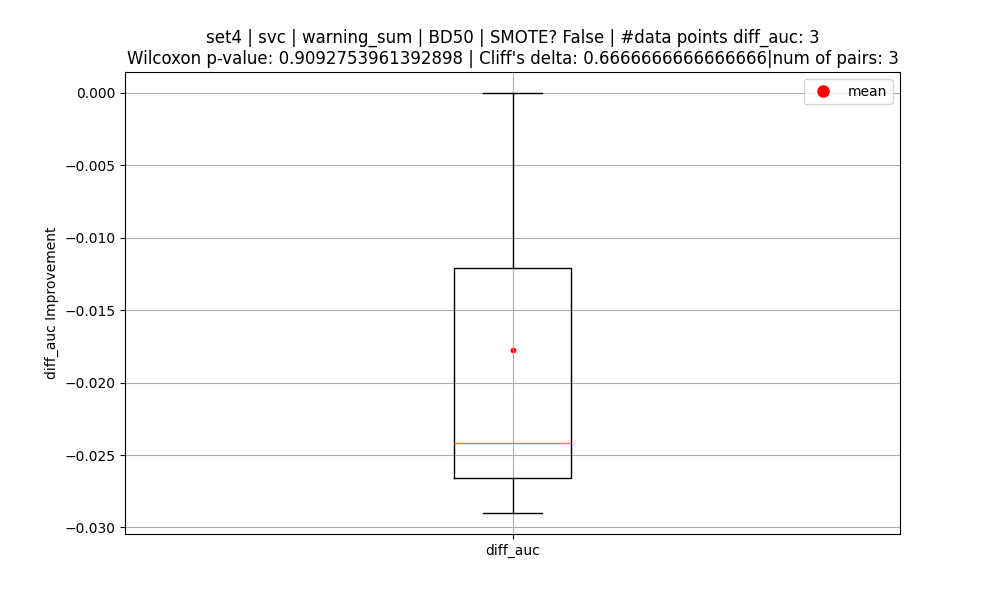 set4 | svc | warning_sum | BD50 | SMOTE? False | #data points diff_auc: 3
Wilcoxon p-value: 0.9092753961392898 | Cliff's delta: 0.6666666666666666|num of pairs: 3
mean
0.000
−0.005
−0.010
−0.015
−0.020
−0.025
−0.030
diff_auc Improvement
diff_auc